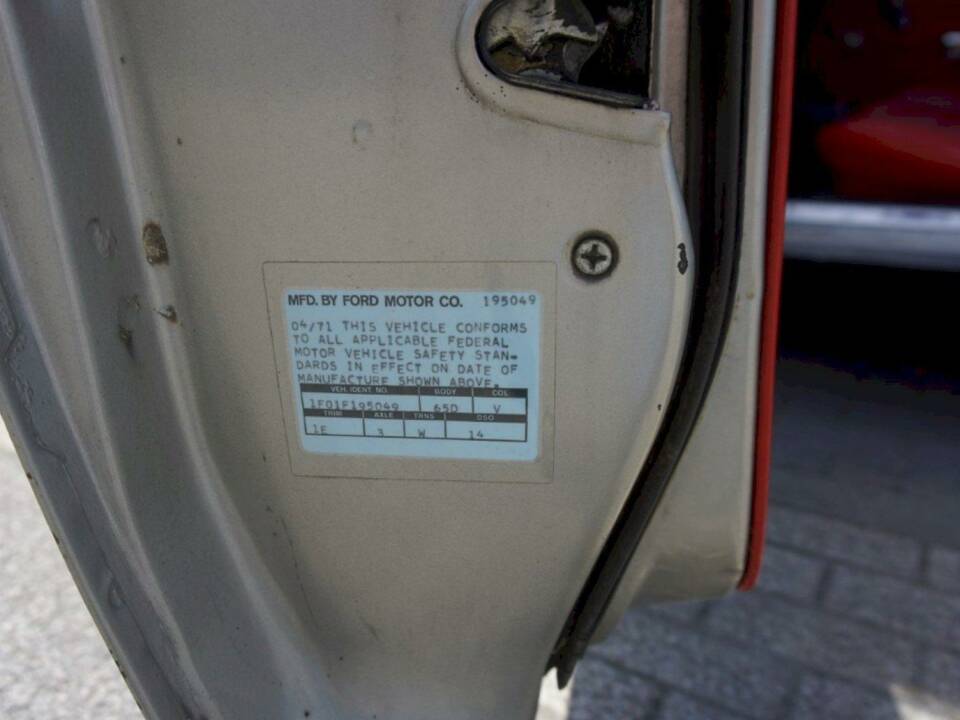 MFD. BY FORD MOTOR CO. 195049
04/71 THIS VEHICLE CONFORMS
TO ALL APPLICABLE FEDERAL
MOTOR VEHICLE SAFETY STAN-
DARDS IN EFFECT ON DATE OF
MANUFACTURE SHOWN ABOVE.
VEH. IDENT NO. BODY COL
1F01F195049 65D V
TRIM AXLE TRNS DSO
1E 3 W 14